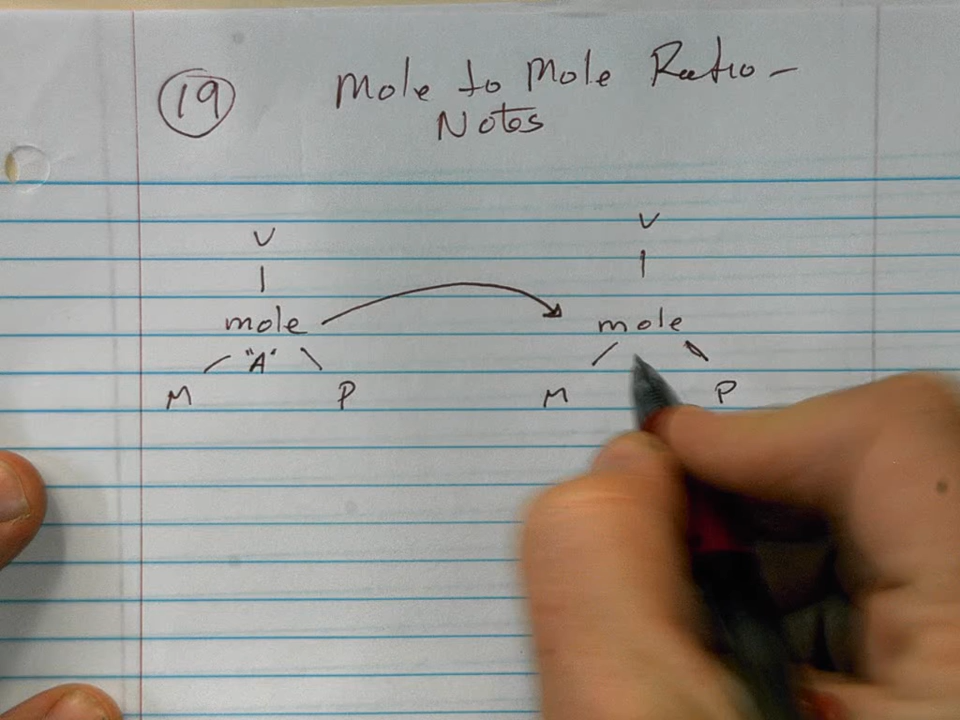 19 Mole to Mole Ratio -
Notes
V V
mole mole
"A"
M P M P